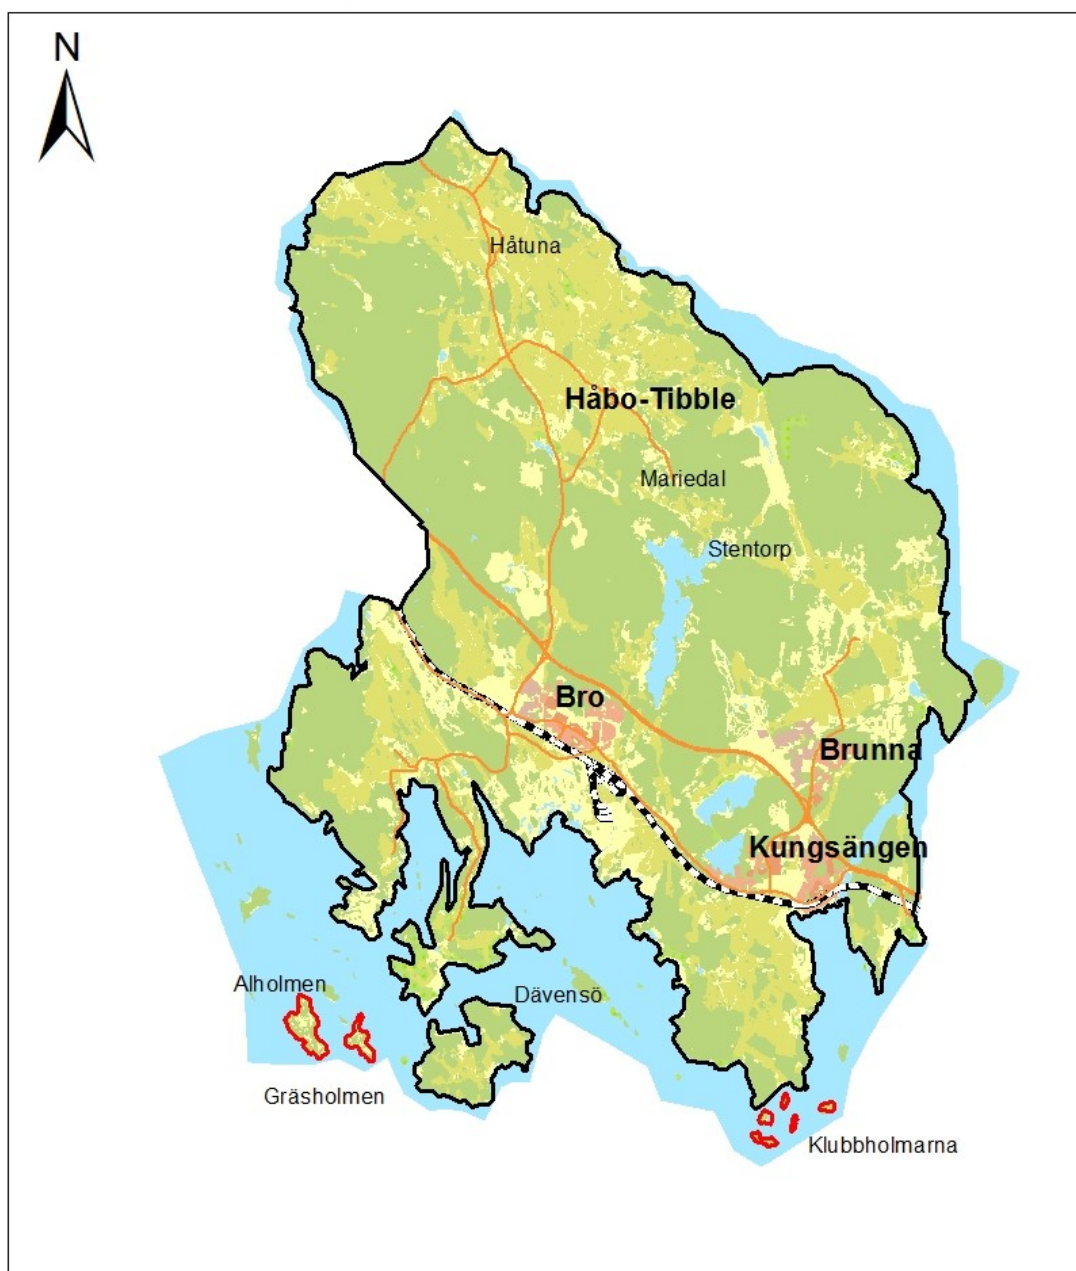 N
Håtuna
Håbo-Tibble
Mariedal
Stentorp
Bro
Brunna
Kungsängen
Alholmen
Dävensö
Gräsholmen
Klubbholmarna